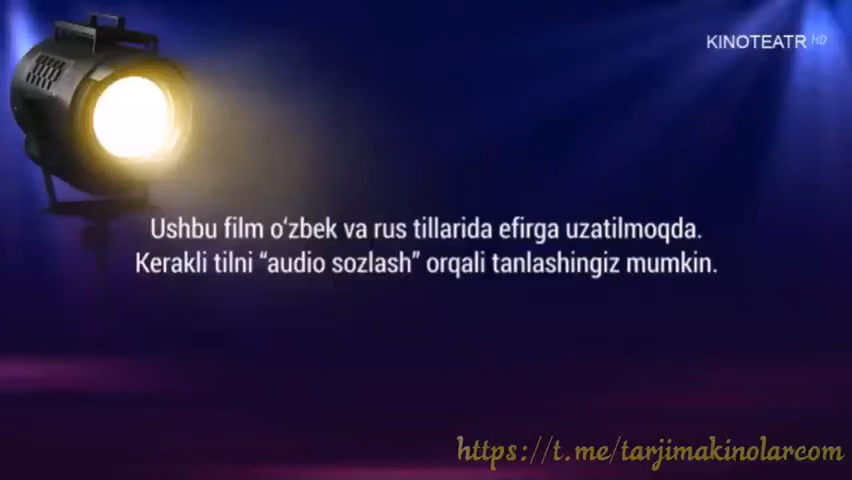 KINOTEATR HD
Ushbu film o‘zbek va rus tillarida efirga uzatilmoqda.
Kerakli tilni “audio sozlash” orqali tanlashingiz mumkin.
https://t.me/tarjimakinolarcom